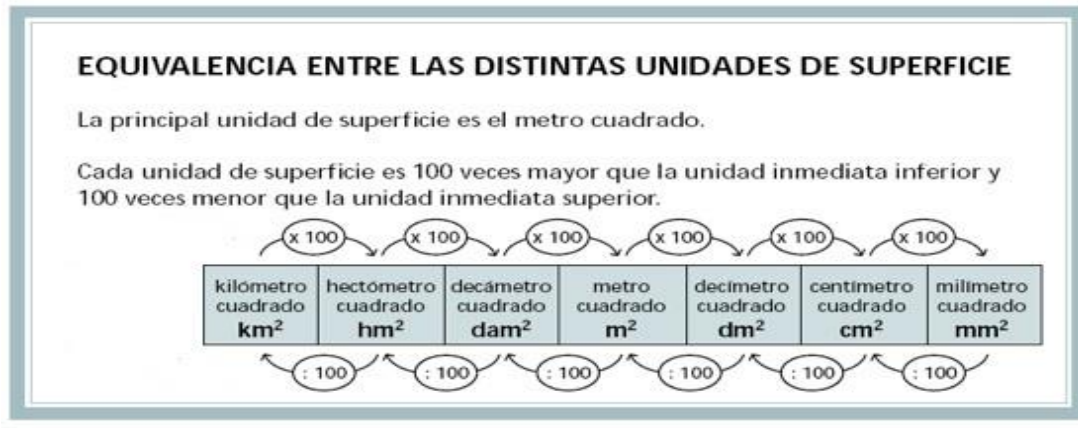 EQUIVALENCIA ENTRE LAS DISTINTAS UNIDADES DE SUPERFICIE
La principal unidad de superficie es el metro cuadrado.
Cada unidad de superficie es 100 veces mayor que la unidad inmediata inferior y
100 veces menor que la unidad inmediata superior.
x 100 x 100 x 100 x 100 x 100 x 100
kilómetro hectómetro decámetro metro decímetro centímetro milímetro
cuadrado cuadrado cuadrado cuadrado cuadrado cuadrado cuadrado
km² hm² dam² m² dm² cm² mm²
: 100 : 100 : 100 : 100 : 100 : 100